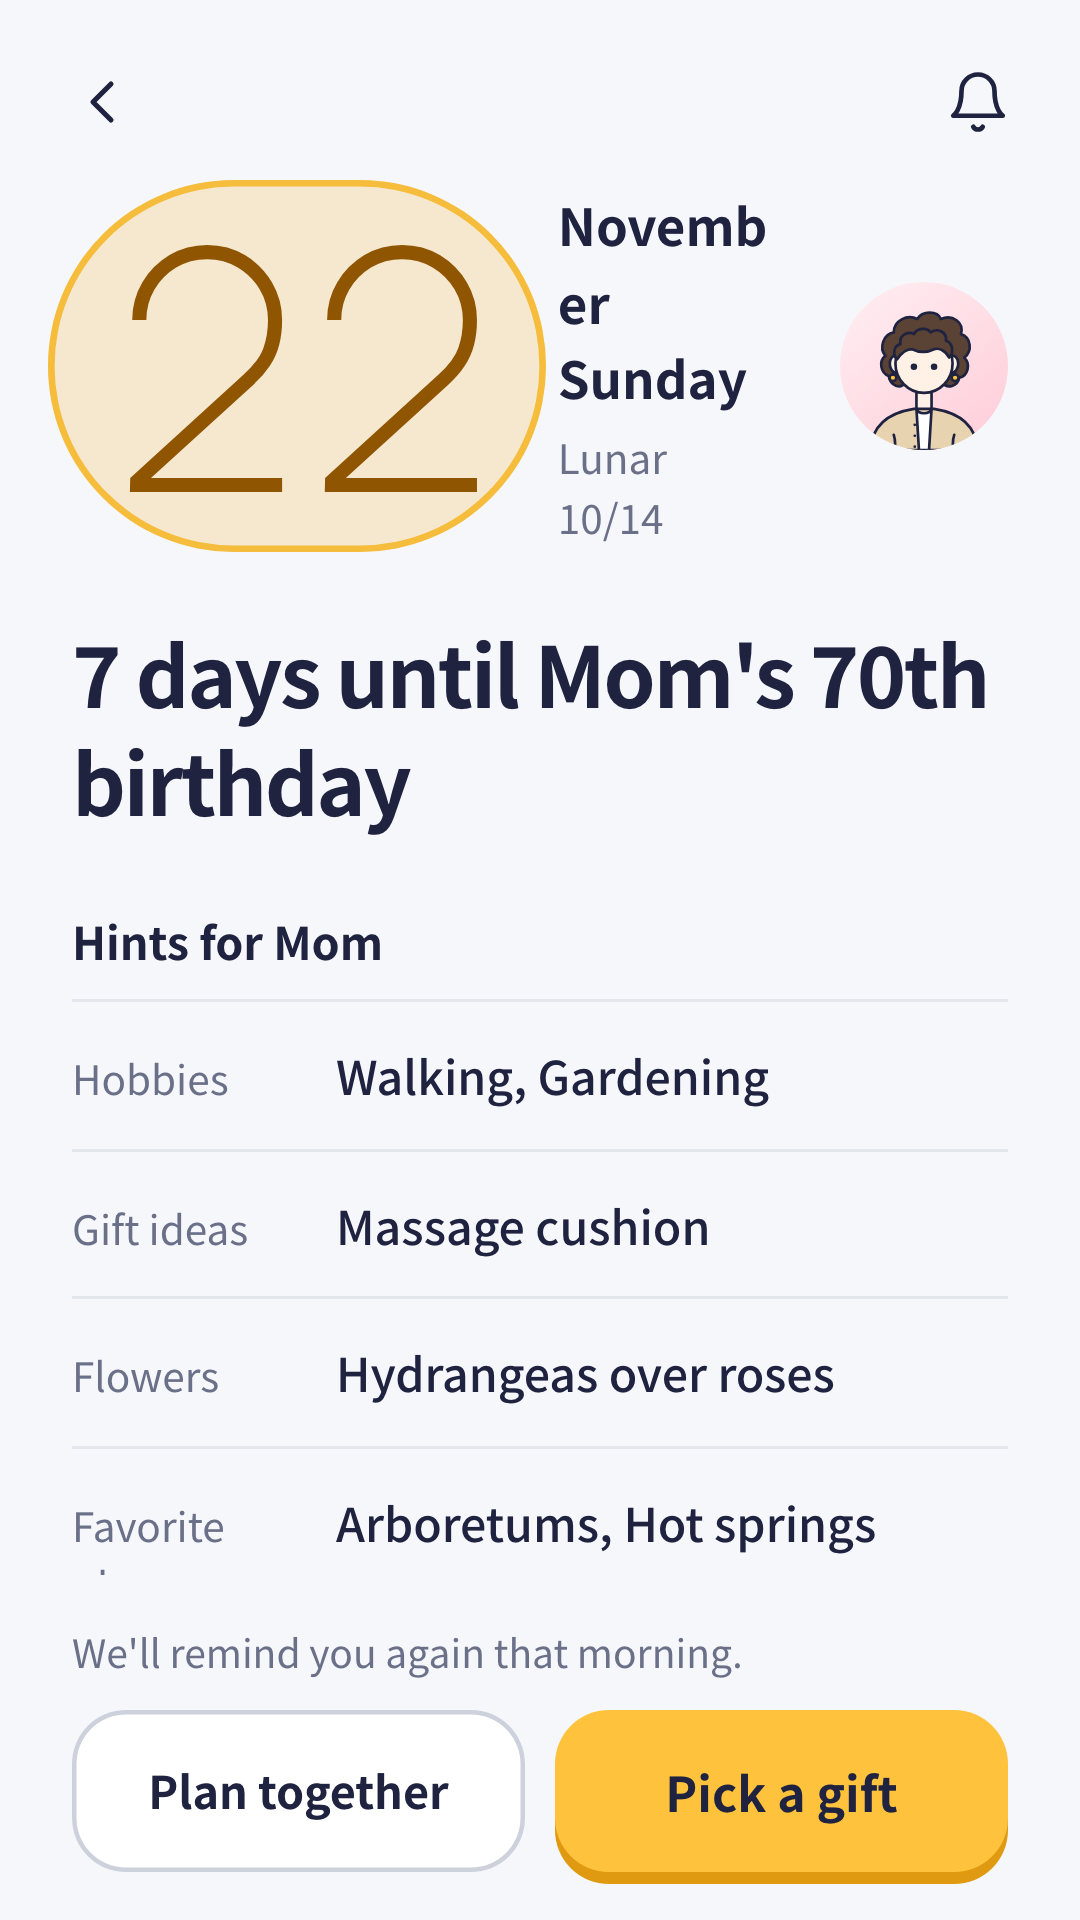 22
Novemb
er
Sunday
Lunar
10/14
7 days until Mom's 70th
birthday
Hints for Mom
Hobbies Walking, Gardening
Gift ideas Massage cushion
Flowers Hydrangeas over roses
Favorite Arboretums, Hot springs
We'll remind you again that morning.
Plan together Pick a gift